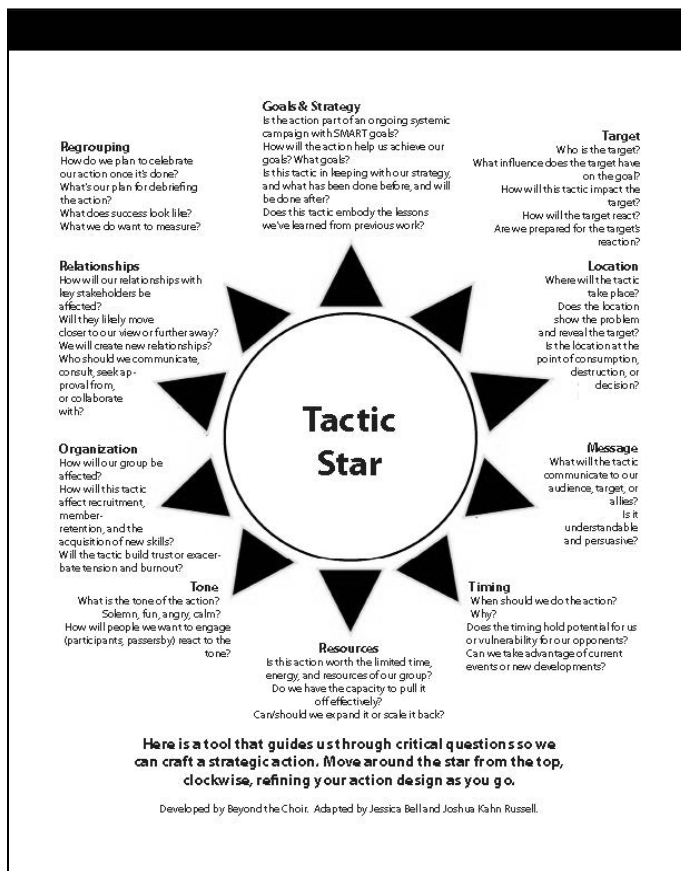 Goals & Strategy
Is the action part of an ongoing systemic
campaign with SMART goals?
How will the action help us achieve our
goals? What goals?
Is this tactic in keeping with our strategy,
and what has been done before, and will
be done after?
Does this tactic embody the lessons
we've learned from previous work?
Target
Who is the target?
What influence does the target have
on the goal?
How will this tactic impact the
target?
How will the target react?
Are we prepared for the target's
reaction?
Location
Where will the tactic
take place?
Does the location
show the problem
and reveal the target?
Is the location at the
point of consumption,
destruction, or
decision?
Message
What will the tactic
communicate to our
audience, target, or
allies?
Is it
understandable
and persuasive?
Timing
When should we do the action?
Why?
Does the timing hold potential for us
or vulnerability for our opponents?
Can we take advantage of current
events or new developments?
Resources
Is this action worth the limited time,
energy, and resources of our group?
Do we have the capacity to pull it
off effectively?
Can/should we expand it or scale it back?
Tone
What is the tone of the action?
Solemn, fun, angry, calm?
How will people we want to engage
(participants, passersby) react to the
tone?
Organization
How will our group be
affected?
How will this tactic
affect recruitment,
member-
retention, and the
acquisition of new skills?
Will the tactic build trust or exacer-
bate tension and burnout?
Relationships
How will our relationships with
key stakeholders be
affected?
Will they likely move
closer to our view or further away?
We will create new relationships?
Who should we communicate,
consult, seek ap-
proval from,
or collaborate
with?
Regrouping
How do we plan to celebrate
our action once it's done?
What's our plan for debriefing
the action?
What does success look like?
What we do want to measure?
Tactic
Star
Here is a tool that guides us through critical questions so we
can craft a strategic action. Move around the star from the top,
clockwise, refining your action design as you go.
Developed by Beyond the Choir. Adapted by Jessica Bell and Joshua Kahn Russell.